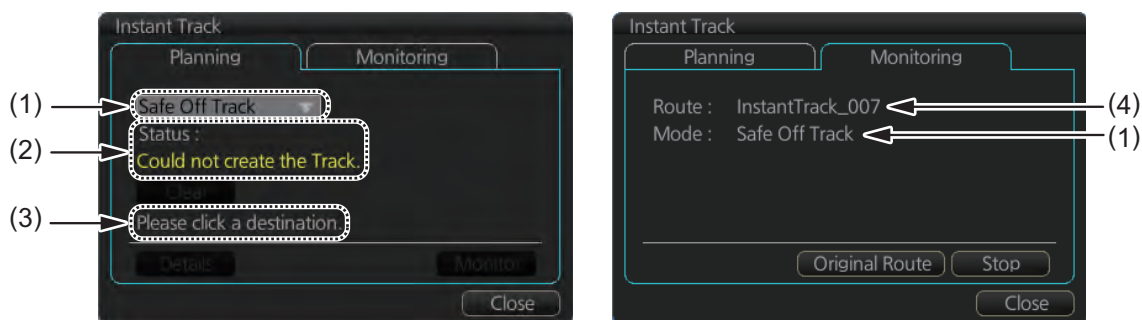 Instant Track
Planning Monitoring
(1) Safe Off Track
Status :
(2) Could not create the Track.
Clear
(3) Please click a destination.
Details Monitor
Close
Instant Track
Planning Monitoring
Route : InstantTrack_007 (4)
Mode : Safe Off Track (1)
Original Route Stop
Close